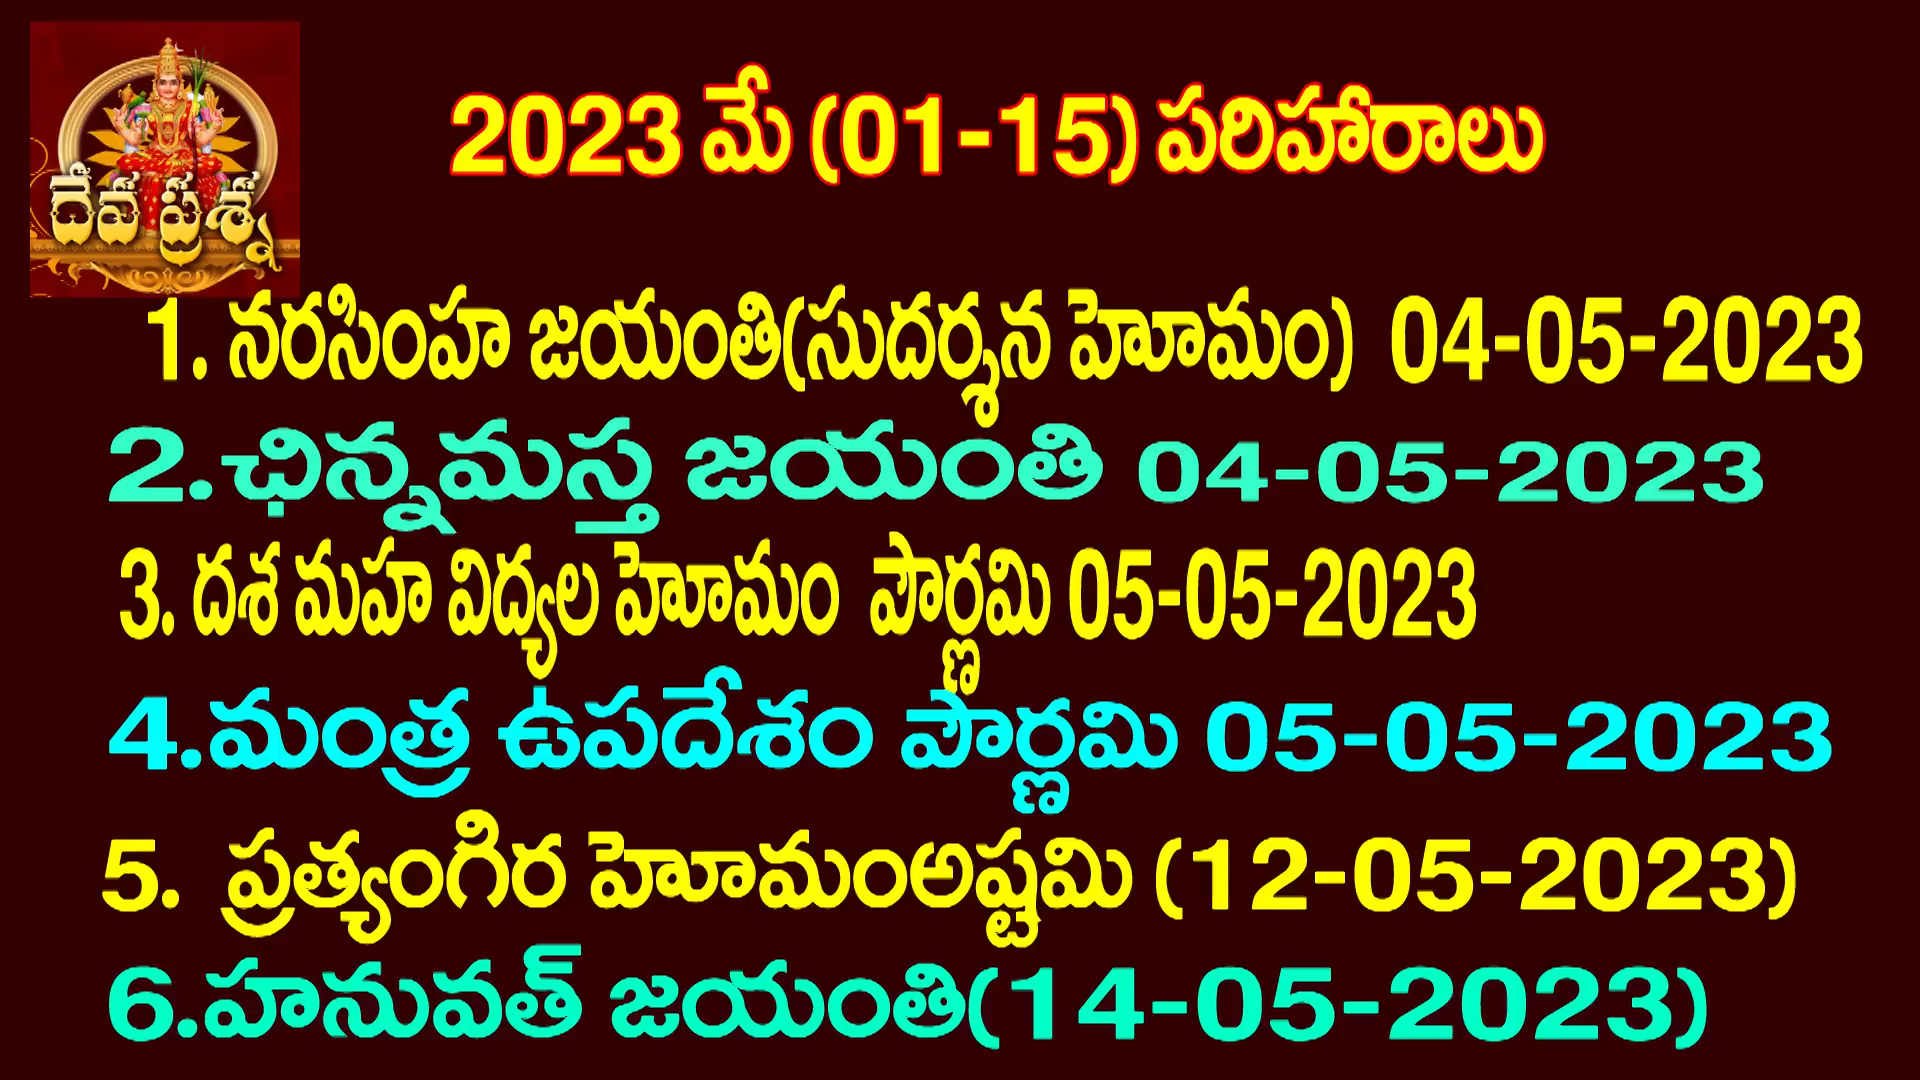 దేవ ప్రశ్న
2023 మే (01-15) పరిహారాలు
1. నరసింహ జయంతి(సుదర్శన హెూమం) 04-05-2023
2.ఛిన్నమస్త జయంతి 04-05-2023
3. దశ మహ విద్యల హెూమం పౌర్ణమి 05-05-2023
4.మంత్ర ఉపదేశం పౌర్ణమి 05-05-2023
5. ప్రత్యంగిర హెూమంఅష్టమి (12-05-2023)
6.హనువత్ జయంతి(14-05-2023)